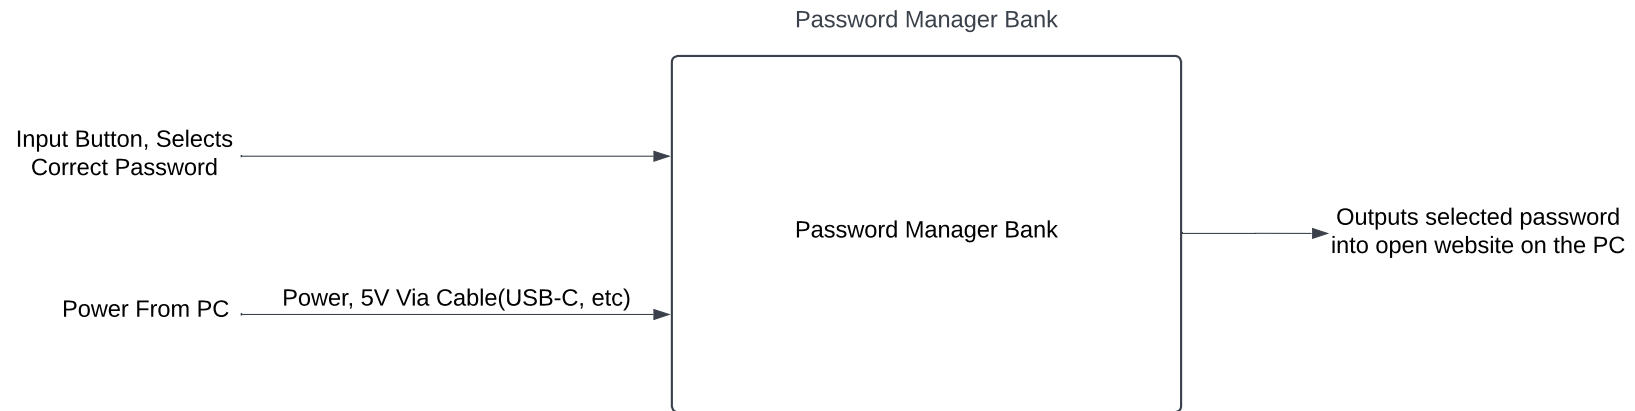 Password Manager Bank
Input Button, Selects
Correct Password
Password Manager Bank
Outputs selected password
into open website on the PC
Power From PC
Power, 5V Via Cable(USB-C, etc)